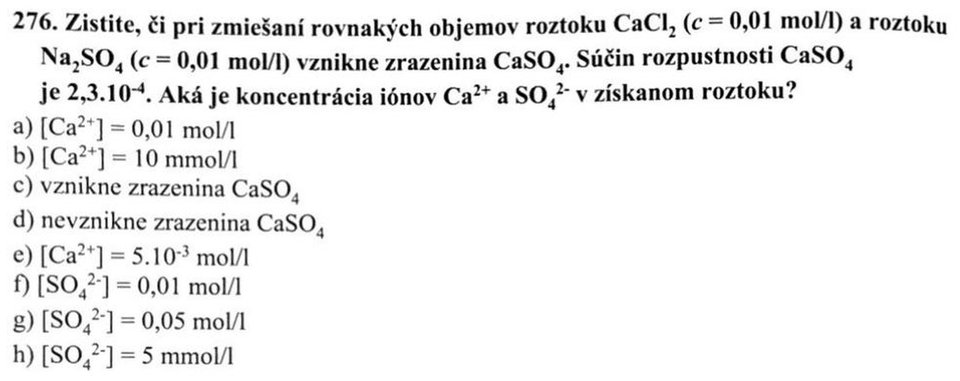 276. Zistite, či pri zmiešaní rovnakých objemov roztoku CaCl₂ (c = 0,01 mol/l) a roztoku
Na₂SO₄ (c = 0,01 mol/l) vznikne zrazenina CaSO₄. Súčin rozpustnosti CaSO₄
je 2,3.10⁻⁴. Aká je koncentrácia iónov Ca²⁺ a SO₄²⁻ v získanom roztoku?
a) [Ca²⁺] = 0,01 mol/l
b) [Ca²⁺] = 10 mmol/l
c) vznikne zrazenina CaSO₄
d) nevznikne zrazenina CaSO₄
e) [Ca²⁺] = 5.10⁻³ mol/l
f) [SO₄²⁻] = 0,01 mol/l
g) [SO₄²⁻] = 0,05 mol/l
h) [SO₄²⁻] = 5 mmol/l